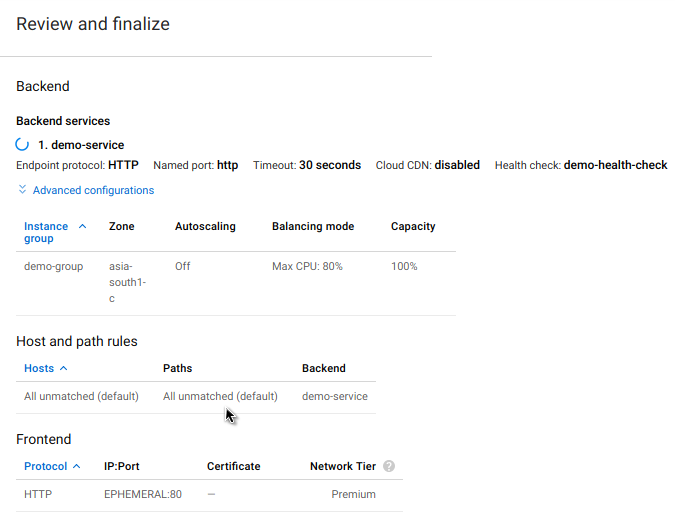 Review and finalize
Backend
Backend services
1. demo-service
Endpoint protocol: HTTP Named port: http Timeout: 30 seconds Cloud CDN: disabled Health check: demo-health-check
Advanced configurations
Instance group Zone Autoscaling Balancing mode Capacity
demo-group asia-south1-c Off Max CPU: 80% 100%
Host and path rules
Hosts Paths Backend
All unmatched (default) All unmatched (default) demo-service
Frontend
Protocol IP:Port Certificate Network Tier ?
HTTP EPHEMERAL:80 — Premium